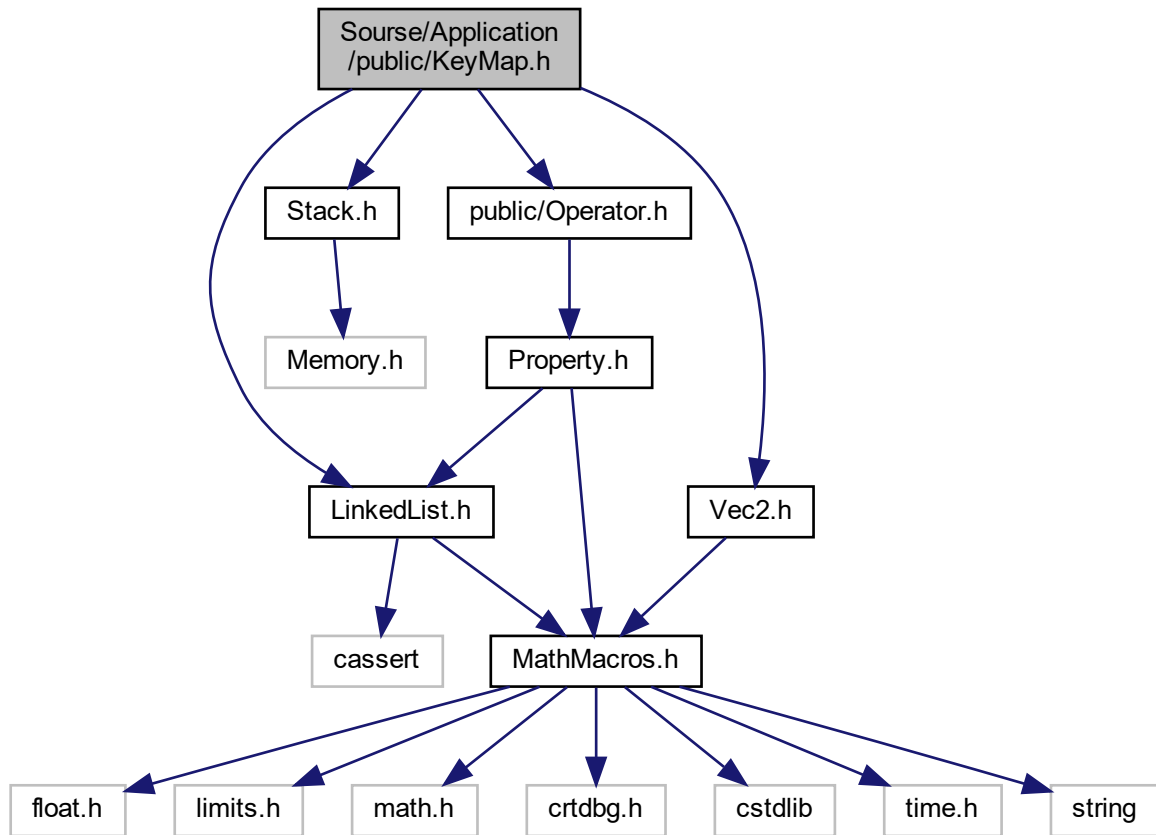 Sourse/Application
/public/KeyMap.h
Stack.h
public/Operator.h
Memory.h
Property.h
LinkedList.h
Vec2.h
cassert
MathMacros.h
float.h
limits.h
math.h
crtdbg.h
cstdlib
time.h
string